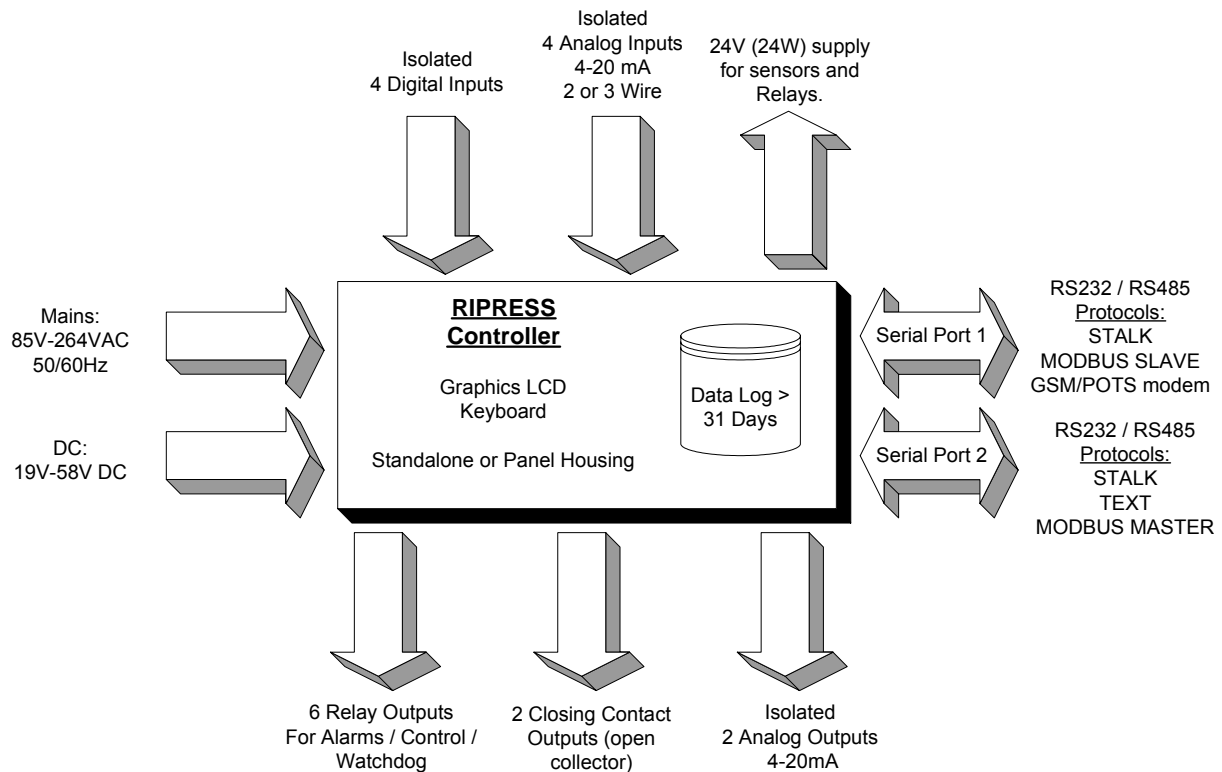 Isolated
4 Digital Inputs
Isolated
4 Analog Inputs
4-20 mA
2 or 3 Wire
24V (24W) supply
for sensors and
Relays.
Mains:
85V-264VAC
50/60Hz
DC:
19V-58V DC
RIPRESS
Controller
Graphics LCD
Keyboard
Standalone or Panel Housing
Data Log >
31 Days
Serial Port 1
RS232 / RS485
Protocols:
STALK
MODBUS SLAVE
GSM/POTS modem
Serial Port 2
RS232 / RS485
Protocols:
STALK
TEXT
MODBUS MASTER
6 Relay Outputs
For Alarms / Control /
Watchdog
2 Closing Contact
Outputs (open
collector)
Isolated
2 Analog Outputs
4-20mA